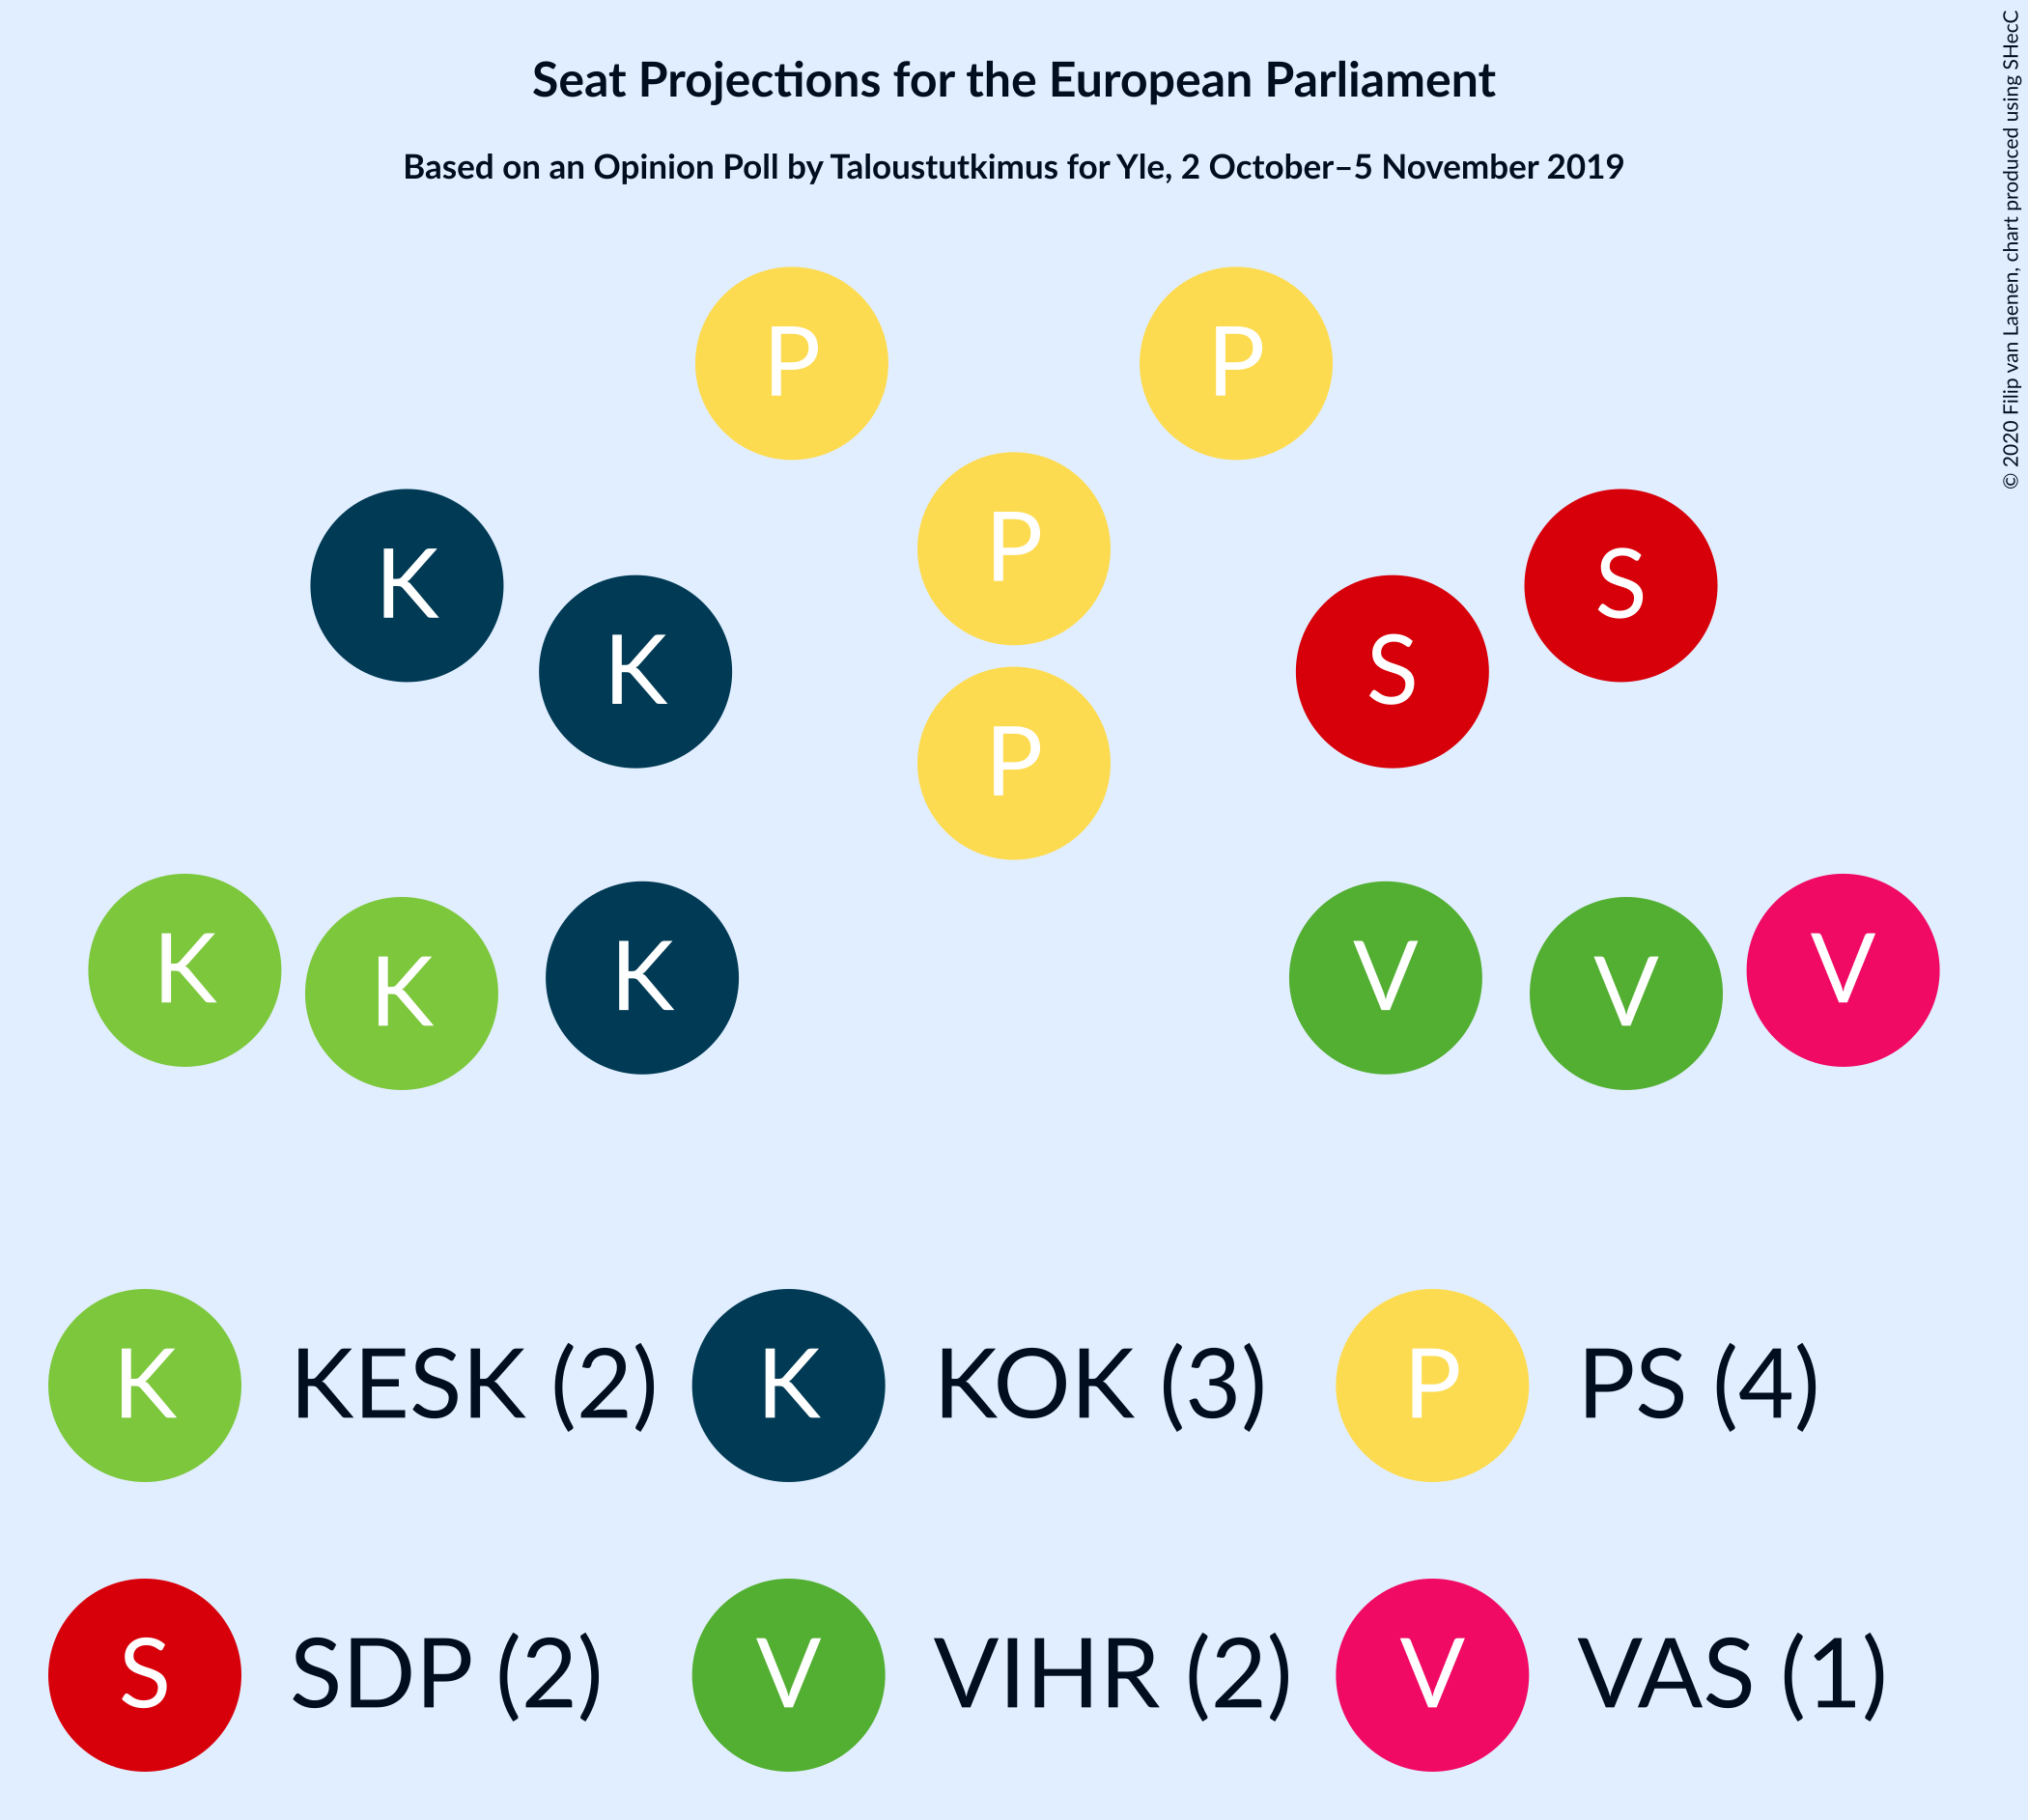 Seat Projections for the European Parliament
Based on an Opinion Poll by Taloustutkimus for Yle, 2 October–5 November 2019
© 2020 Filip van Laenen, chart produced using SHecC
P P
P
K S
K S
P
K V
K V
K V
K KESK (2) K KOK (3) P PS (4)
S SDP (2) V VIHR (2) V VAS (1)